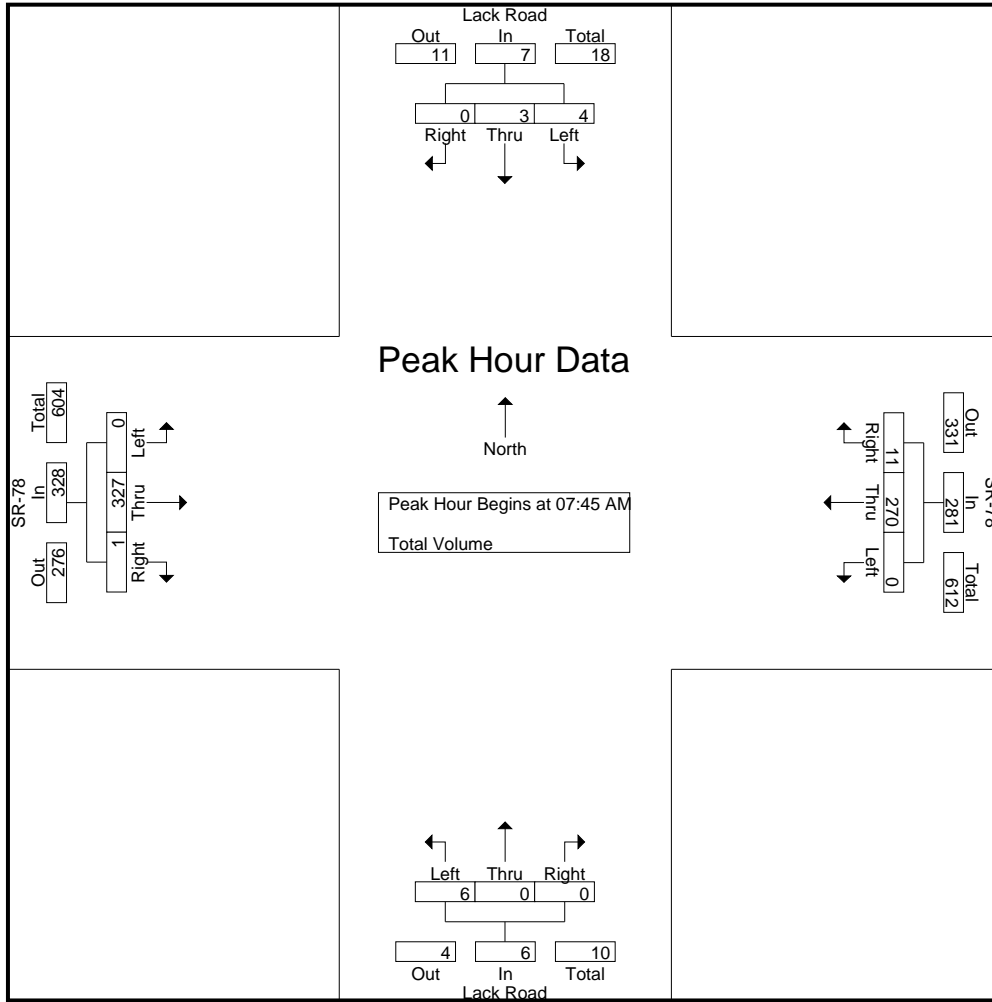 Lack Road
Out In Total
11 7 18
0 3 4
Right Thru Left
Peak Hour Data
North
Peak Hour Begins at 07:45 AM
Total Volume
SR-78
Total In Out
604 328 276
0 327 1
Left Thru Right
Right Thru Left
11 270 0
Out In Total
331 281 612
SR-78
Left Thru Right
6 0 0
4 6 10
Out In Total
Lack Road